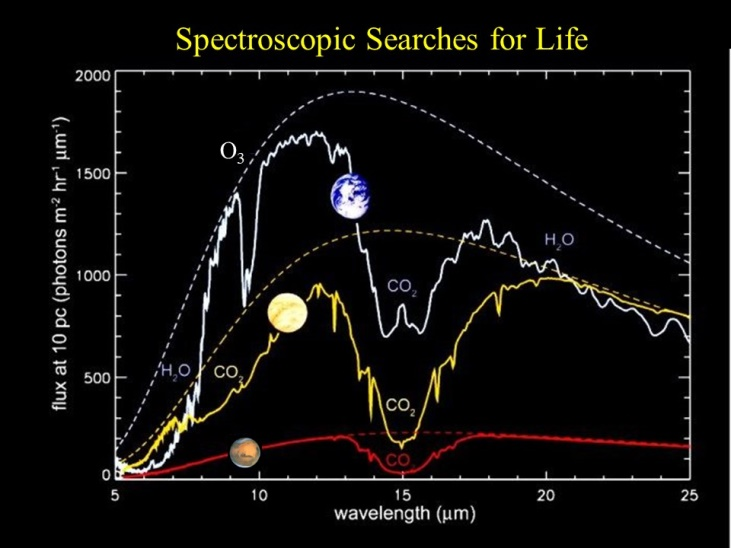 Spectroscopic Searches for Life
2000
1500
1000
500
0
flux at 10 pc (photons m⁻² hr⁻¹ μm⁻¹)
O₃
H₂O
CO₂
CO₂
H₂O
CO₂
CO
5
10
15
20
25
wavelength (μm)